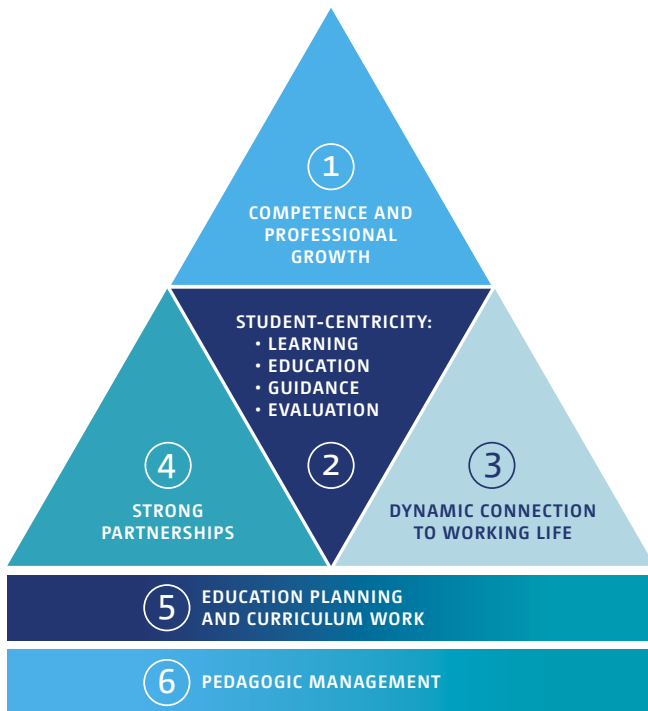 1
COMPETENCE AND
PROFESSIONAL
GROWTH
STUDENT-CENTRICITY:
• LEARNING
• EDUCATION
• GUIDANCE
• EVALUATION
2
3
DYNAMIC CONNECTION
TO WORKING LIFE
4
STRONG
PARTNERSHIPS
5
EDUCATION PLANNING
AND CURRICULUM WORK
6
PEDAGOGIC MANAGEMENT